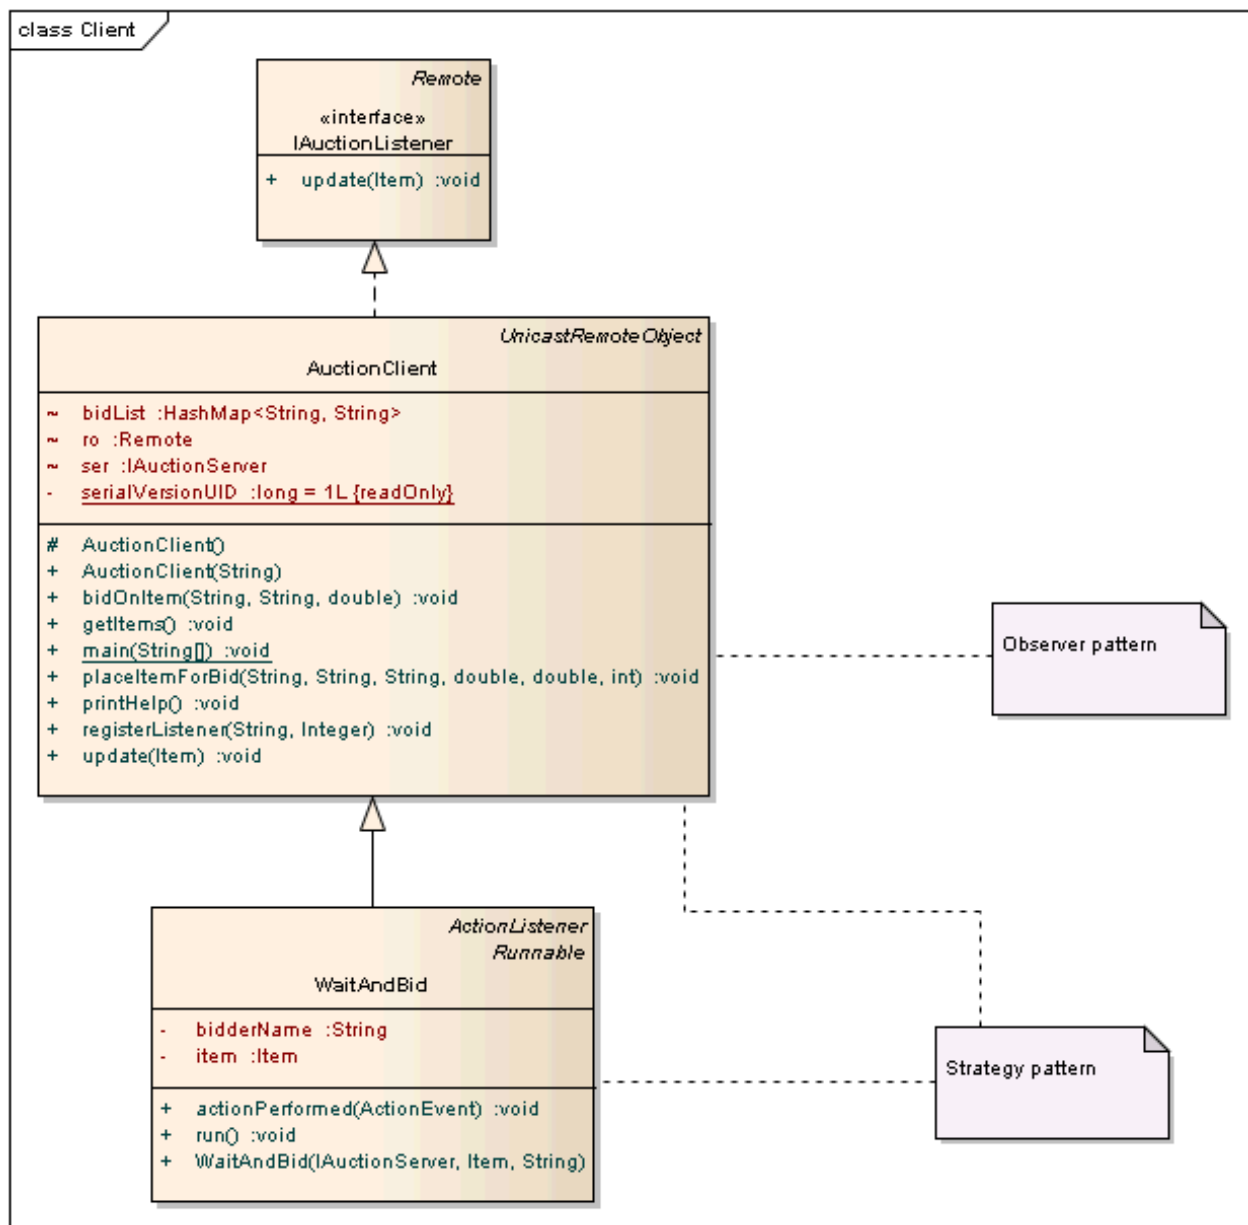 class Client
Remote
«interface»
IAuctionListener
+ update(Item) :void
UnicastRemoteObject
AuctionClient
~ bidList :HashMap<String, String>
~ ro :Remote
~ ser :IAuctionServer
- serialVersionUID :long = 1L {readOnly}
# AuctionClient()
+ AuctionClient(String)
+ bidOnItem(String, String, double) :void
+ getItems() :void
+ main(String[]) :void
+ placeItemForBid(String, String, String, double, double, int) :void
+ printHelp() :void
+ registerListener(String, Integer) :void
+ update(Item) :void
Observer pattern
ActionListener
Runnable
WaitAndBid
- bidderName :String
- item :Item
+ actionPerformed(ActionEvent) :void
+ run() :void
+ WaitAndBid(IAuctionServer, Item, String)
Strategy pattern